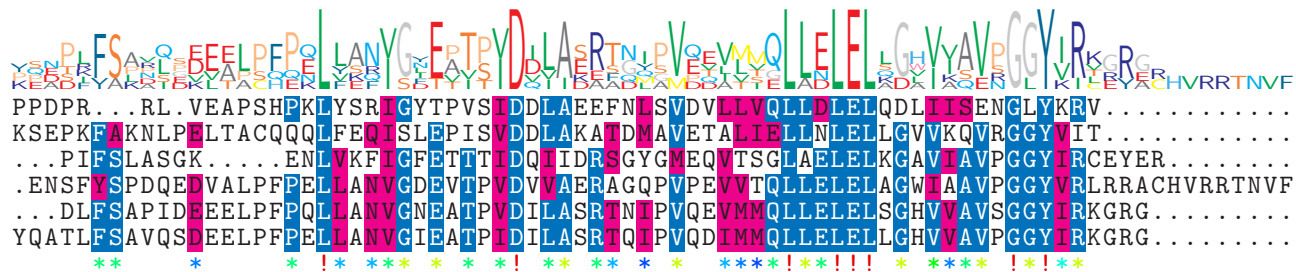 PPDPR...RL.VEAPSHPKLYSRIGYTPVSIDDLAEEFNLSVDVLLVQLLDLELQDLIISENGLYKRV............
KSEPKFAKNLPELTACQQQLFEQISLEPISVDDLAKATDMAVETALIELLNLELLGVVKQVRGGYVIT............
...PIFSLASGK.....ENLVKFIGFETTTIDQIIDRSGYGMEQVTSGLAELELKGAVIAVPGGYIRCEYER........
.ENSFYSPDQEDVALPFPELLANVGDEVTPVDVVAERAGQPVPEVVTQLLELELAGWIAAVPGGYVRLRRACHVRRTNVF
...DLFSAPIDEEELPFPQLLANVGNEATPVDILASRTNIPVQEVMMQLLELELSGHVVAVSGGYIRKGRG.........
YQATLFSAVQSDEELPFPELLANVGIEATPIDILASRTQIPVQDIMMQLLELELLGHVVAVPGGYIRKGRG.........